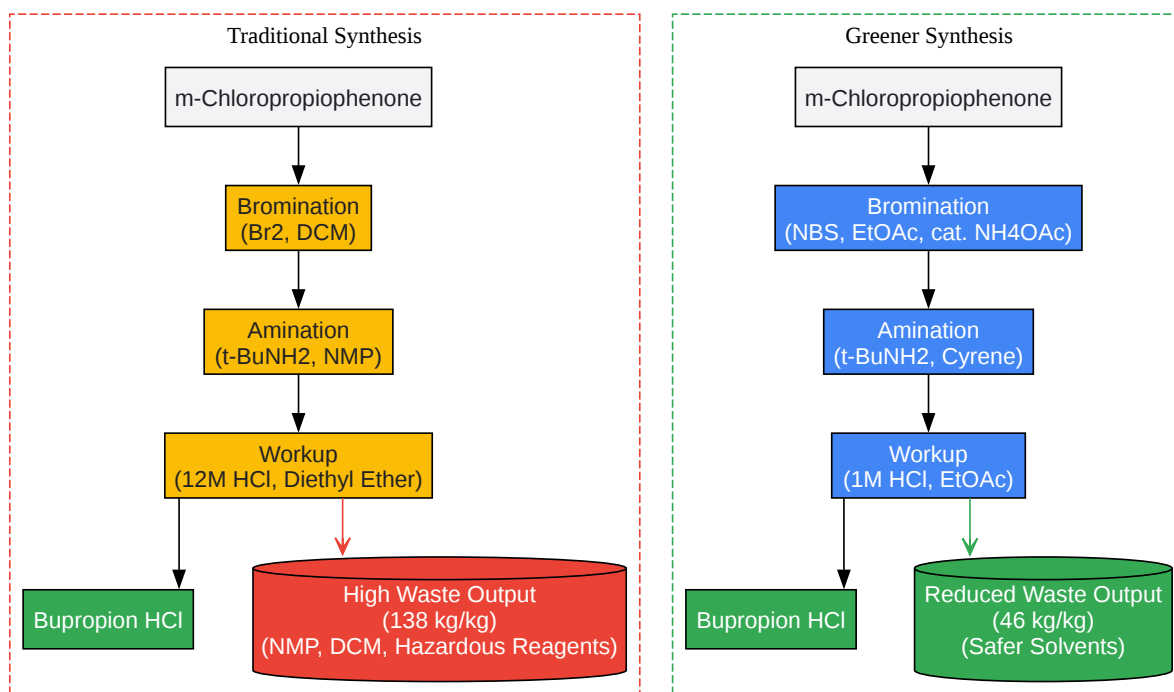 Traditional Synthesis
m-Chloropropiophenone
Bromination
(Br2, DCM)
Amination
(t-BuNH2, NMP)
Workup
(12M HCl, Diethyl Ether)
Bupropion HCl
High Waste Output
(138 kg/kg)
(NMP, DCM, Hazardous Reagents)
Greener Synthesis
m-Chloropropiophenone
Bromination
(NBS, EtOAc, cat. NH4OAc)
Amination
(t-BuNH2, Cyrene)
Workup
(1M HCl, EtOAc)
Bupropion HCl
Reduced Waste Output
(46 kg/kg)
(Safer Solvents)